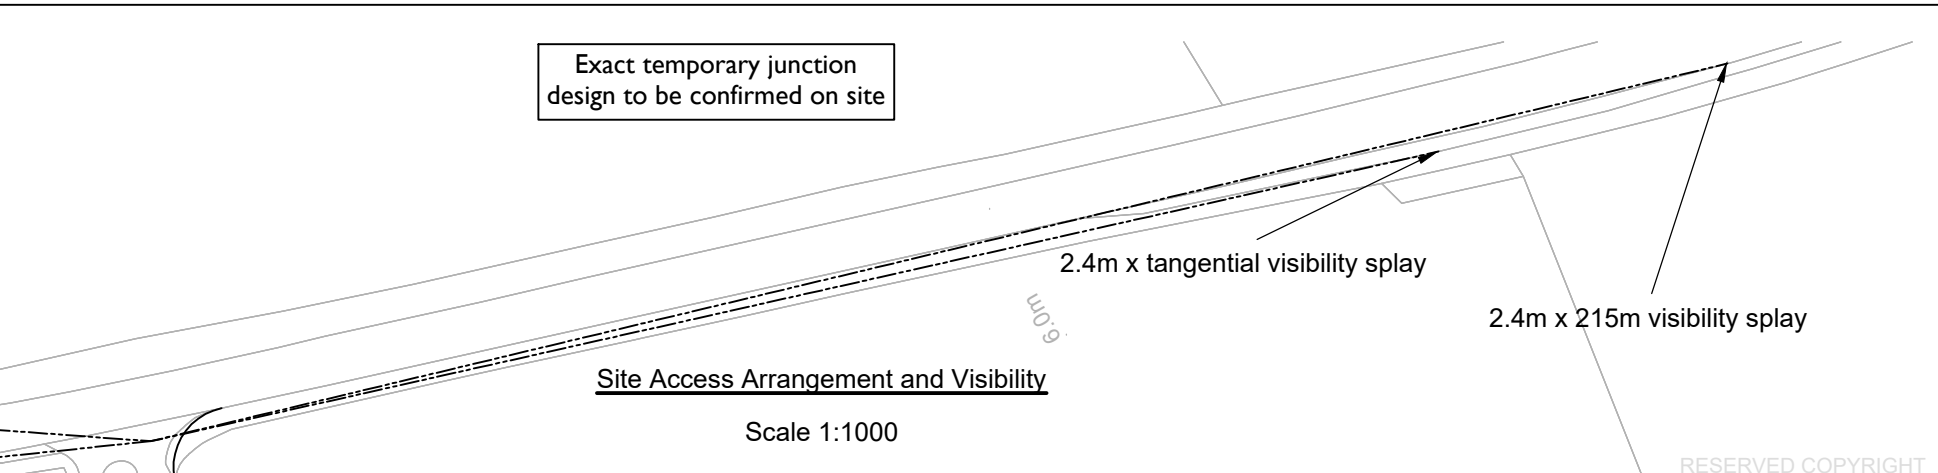 Exact temporary junction
design to be confirmed on site
2.4m x tangential visibility splay
2.4m x 215m visibility splay
6.0m
Site Access Arrangement and Visibility
Scale 1:1000
RESERVED COPYRIGHT